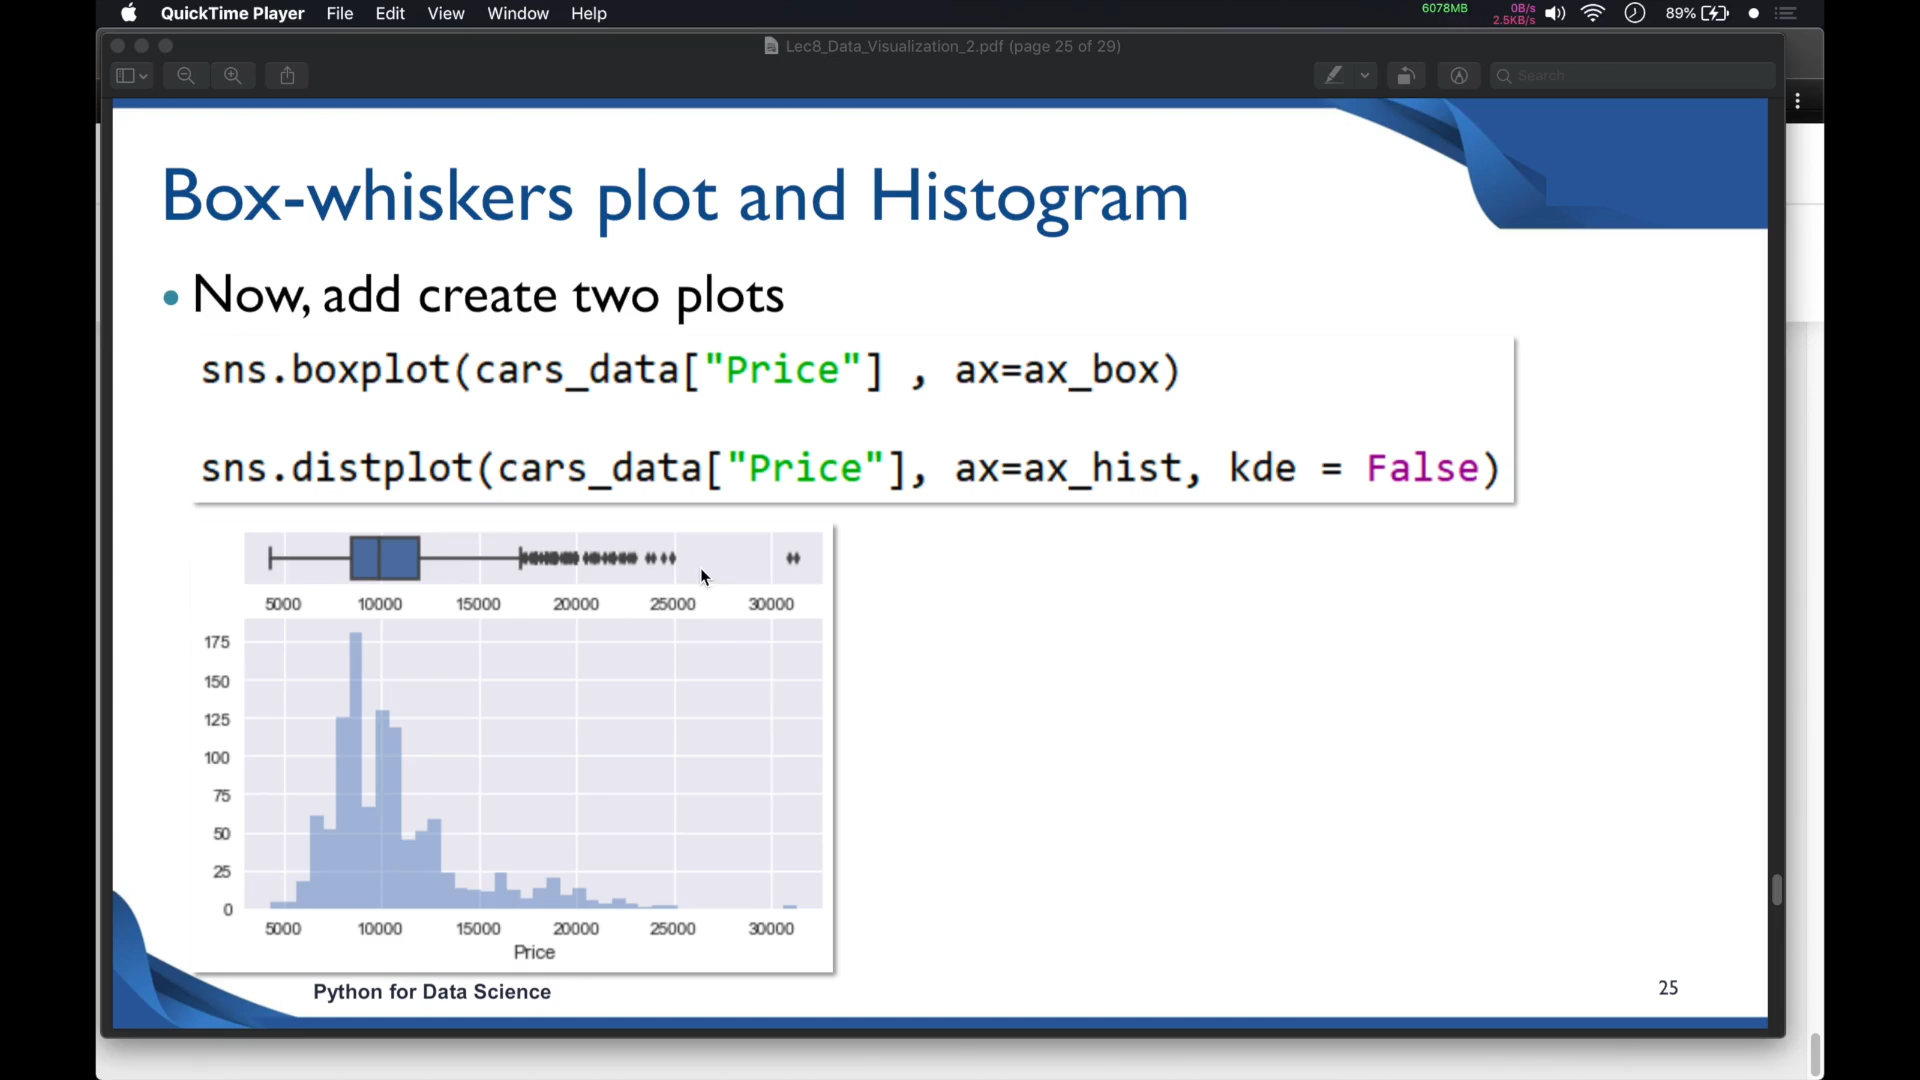 QuickTime Player File Edit View Window Help 6078MB 0B/s 2.5KB/s 89%
Lec8_Data_Visualization_2.pdf (page 25 of 29)
Search
Box-whiskers plot and Histogram
• Now, add create two plots
sns.boxplot(cars_data["Price"] , ax=ax_box)
sns.distplot(cars_data["Price"], ax=ax_hist, kde = False)
5000 10000 15000 20000 25000 30000
175
150
125
100
75
50
25
0
5000 10000 15000 20000 25000 30000
Price
Python for Data Science
25